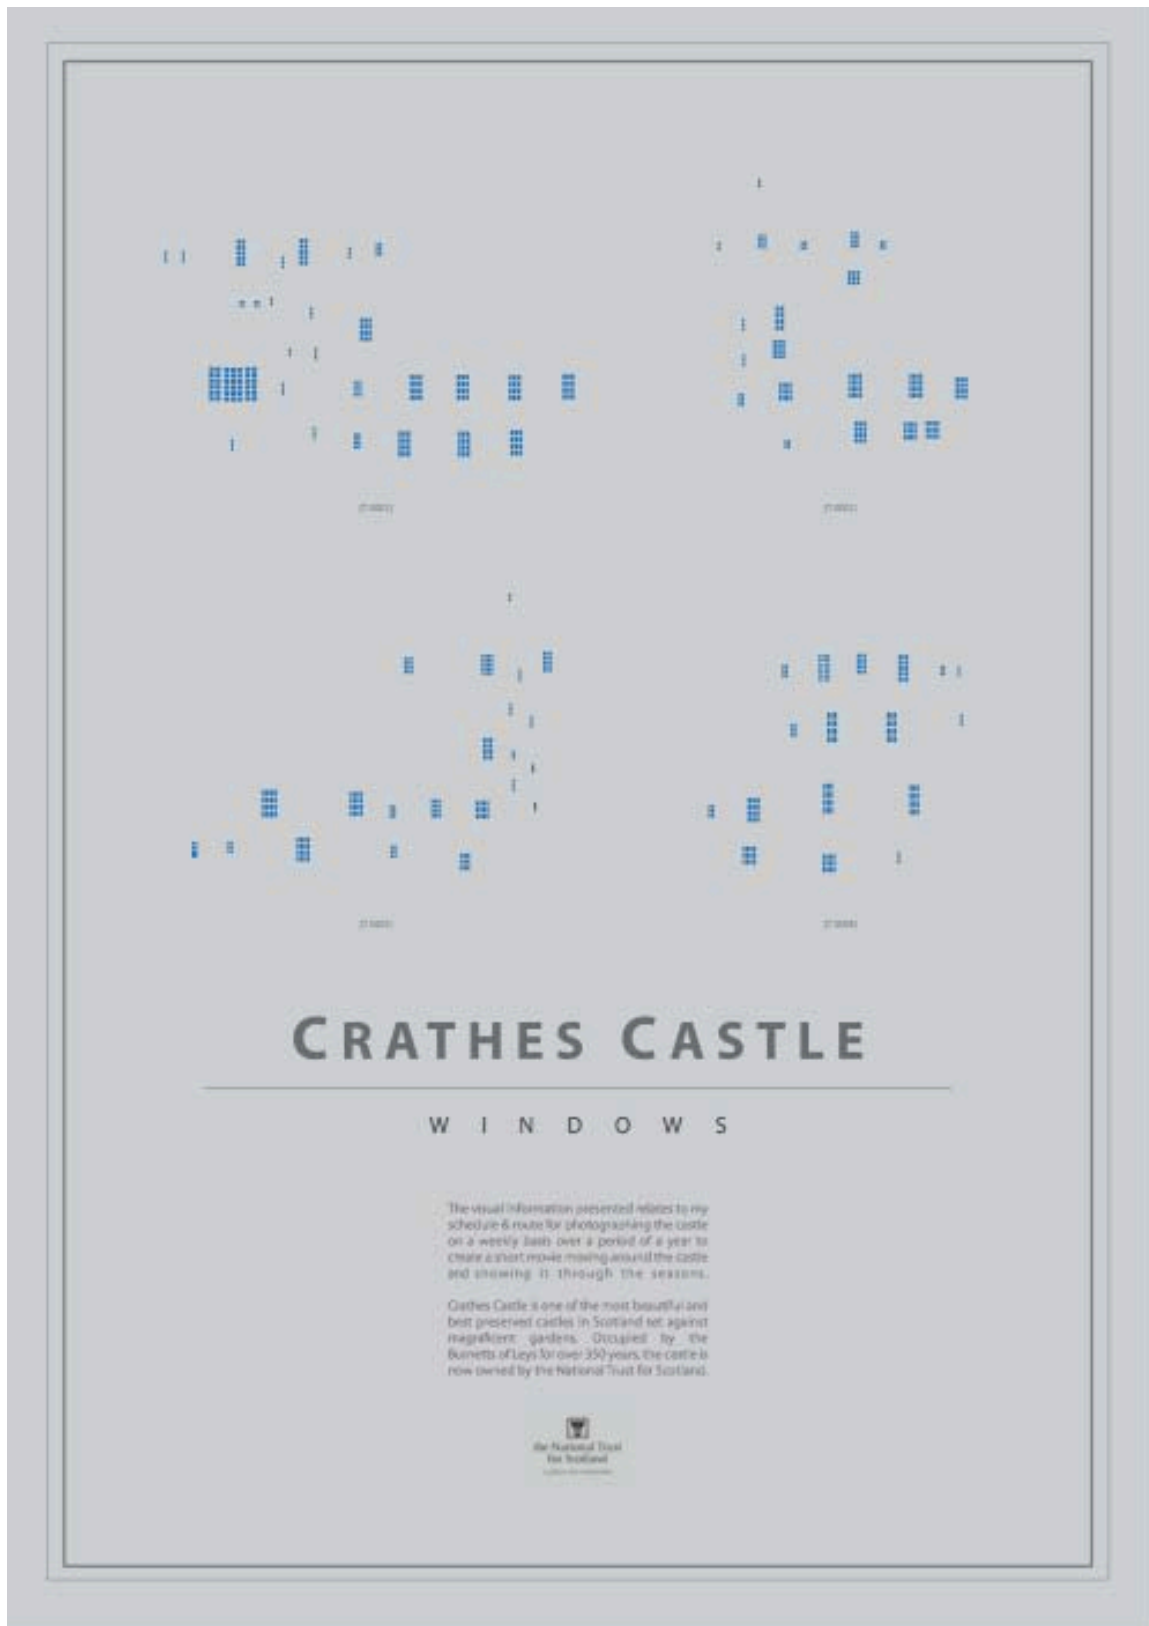 CRATHES CASTLE
WINDOWS
The visual information presented relates to my
schedule & route for photographing the castle
on a weekly basis over a period of a year to
create a short movie moving around the castle
and showing it through the seasons.
Crathes Castle is one of the most beautiful and
best preserved castles in Scotland set against
magnificent gardens. Occupied by the
Burnetts of Leys for over 350 years, the castle is
now owned by the National Trust for Scotland.
the National Trust
for Scotland